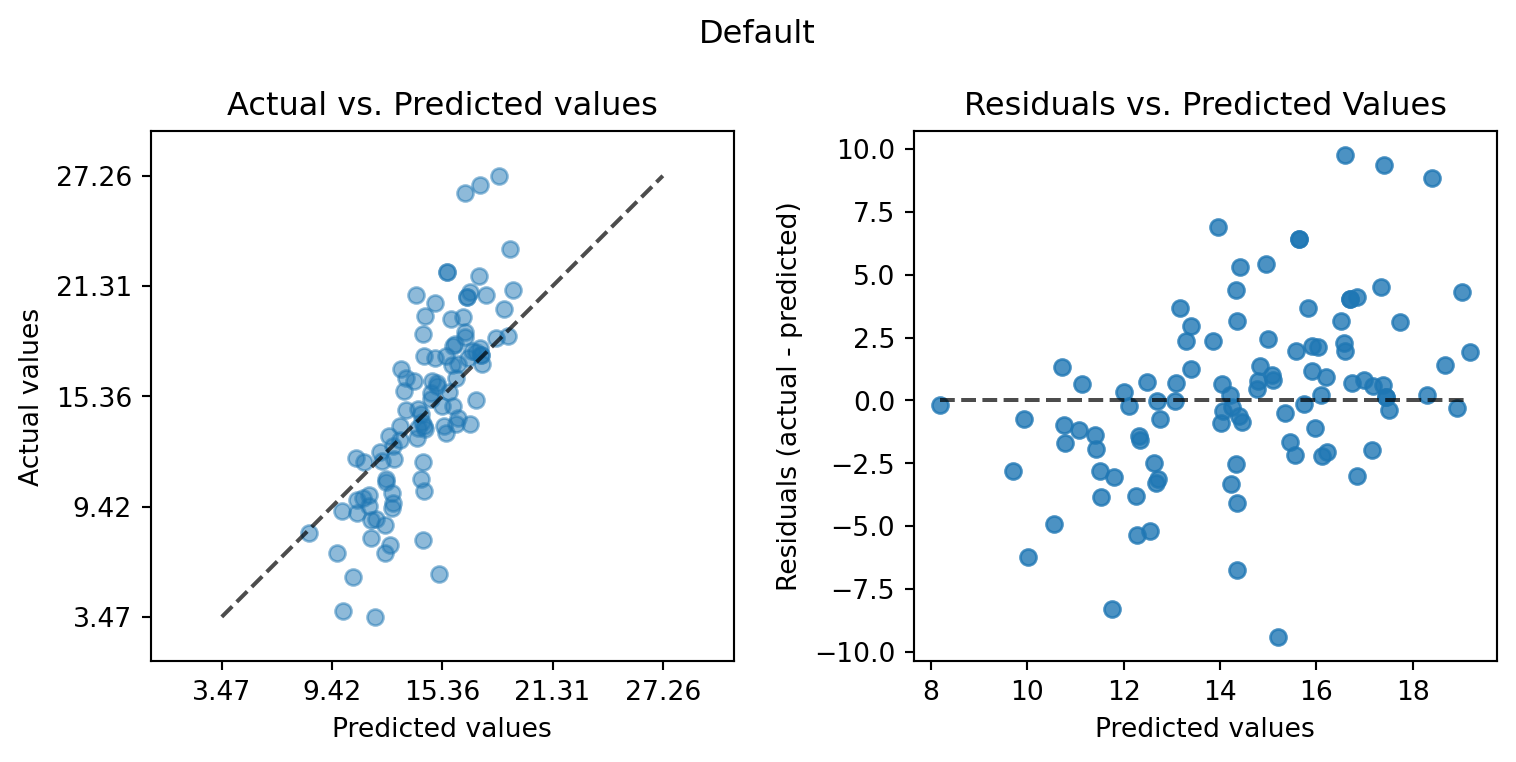 Default
Actual vs. Predicted values
Actual values
27.26
21.31
15.36
9.42
3.47
3.47 9.42 15.36 21.31 27.26
Predicted values
Residuals vs. Predicted Values
Residuals (actual - predicted)
10.0
7.5
5.0
2.5
0.0
−2.5
−5.0
−7.5
−10.0
8 10 12 14 16 18
Predicted values